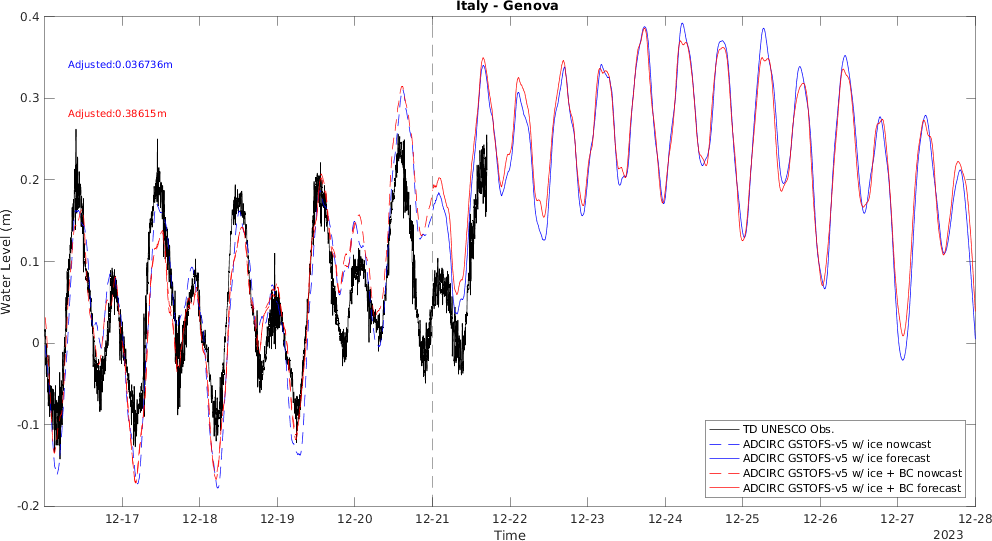 Italy - Genova
0.4
0.3
0.2
0.1
0
-0.1
-0.2
Water Level (m)
Adjusted:0.036736m
Adjusted:0.38615m
TD UNESCO Obs.
ADCIRC GSTOFS-v5 w/ ice nowcast
ADCIRC GSTOFS-v5 w/ ice forecast
ADCIRC GSTOFS-v5 w/ ice + BC nowcast
ADCIRC GSTOFS-v5 w/ ice + BC forecast
12-17 12-18 12-19 12-20 12-21 12-22 12-23 12-24 12-25 12-26 12-27 12-28
Time
2023